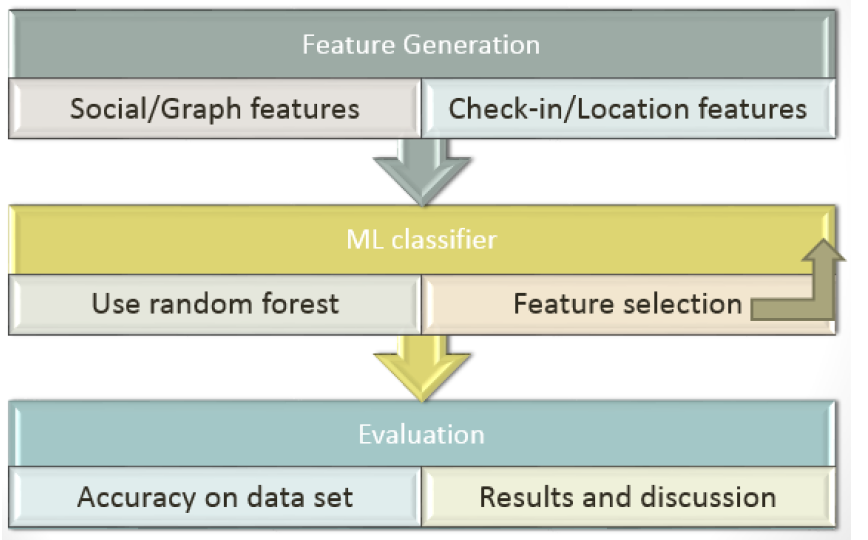 Feature Generation
Social/Graph features
Check-in/Location features
ML classifier
Use random forest
Feature selection
Evaluation
Accuracy on data set
Results and discussion